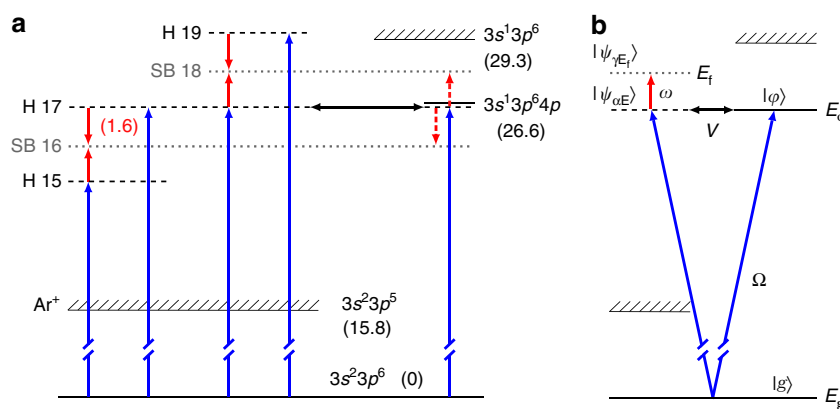 a
H 19
3s¹3p⁶
(29.3)
SB 18
H 17
3s¹3p⁶4p
(26.6)
(1.6)
SB 16
H 15
Ar⁺
3s²3p⁵
(15.8)
3s²3p⁶ (0)
b
|ψγEf⟩
Ef
|ψαE⟩
ω
|φ⟩
V
Ω
|g⟩